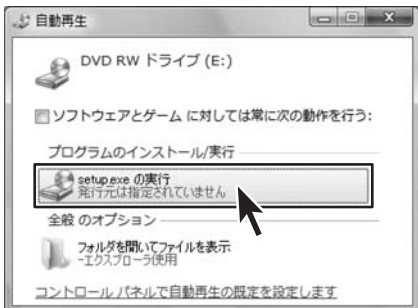 自動再生
DVD RW ドライブ (E:)
ソフトウェアとゲーム に対しては常に次の動作を行う:
プログラムのインストール/実行
setup.exe の実行
発行元は指定されていません
全般 のオプション
フォルダを開いてファイルを表示
-エクスプローラ使用
コントロール パネルで自動再生の既定を設定します